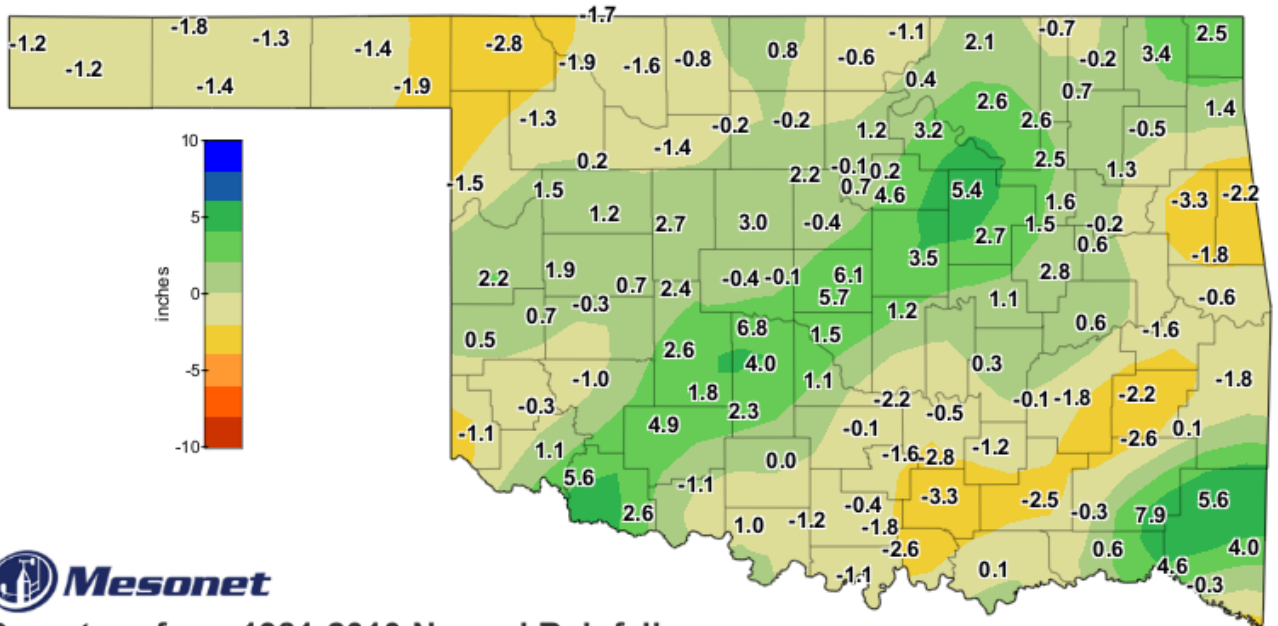 -1.7
-1.2 -1.8 -1.3 -1.4 -2.8 -1.1 2.1 -0.7 2.5
-1.2 -1.9 -1.6 -0.8 0.8 -0.6 -0.2 3.4
-1.4 -1.9 0.4 2.6 0.7 1.4
-1.3 -0.2 -0.2 1.2 3.2 2.6 -0.5
10
0.2 -1.4 2.2 -0.1 0.2 2.5 1.3
-1.5 1.5 0.7 4.6 5.4 1.6 -3.3 -2.2
5
1.2 2.7 3.0 -0.4 2.7 1.5 -0.2
0.6 -1.8
2.2 1.9 0.7 2.4 -0.4 -0.1 6.1 3.5 2.8
0
inches
-0.3 5.7 1.1 -0.6
0.7 1.2
0.5 6.8 1.5 0.6 -1.6
2.6 4.0 0.3
-5
-1.0 1.8 1.1 -1.8
-0.3 2.3 -2.2 -0.5 -0.1 -1.8 -2.2
-1.1 4.9 -0.1 -2.6 0.1
-10
1.1 0.0 -1.6 -2.8 -1.2
5.6 -1.1 -3.3 -2.5 5.6
2.6 1.0 -1.2 -0.4 -0.3 7.9
-1.8
-2.6 0.6 4.0
-1.1 0.1 4.6
-0.3
Mesonet
Departure from 1981-2010 Normal Rainfall